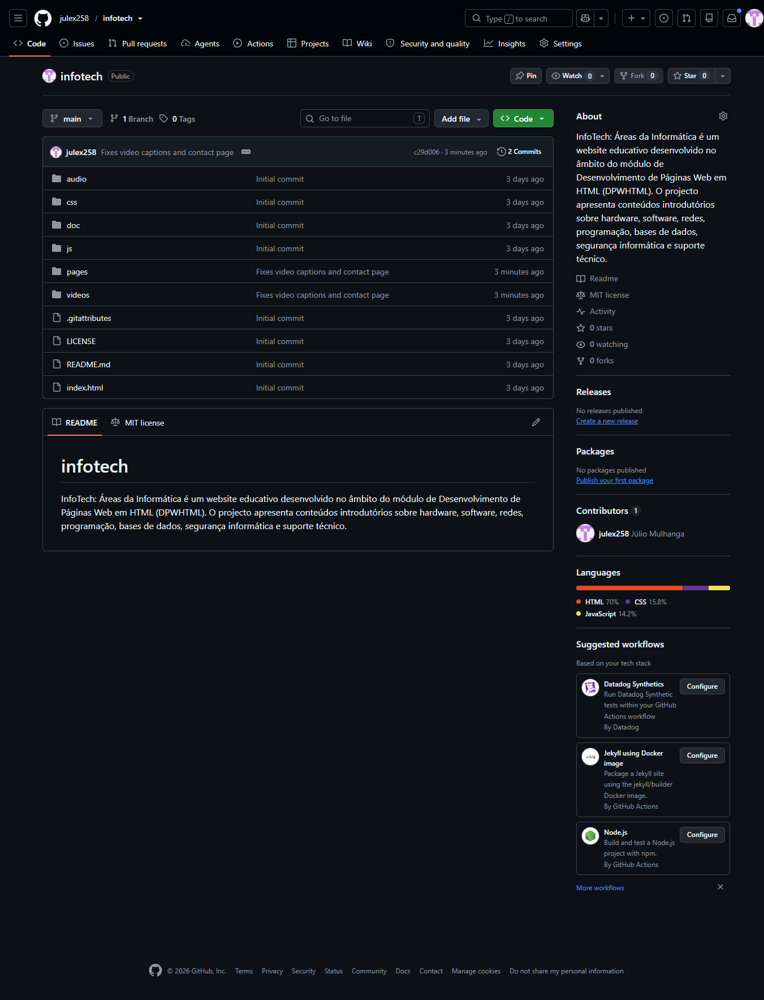 julex258 / infotech
Type / to search
Code
Issues
Pull requests
Agents
Actions
Projects
Wiki
Security and quality
Insights
Settings
infotech Public
Pin
Watch 0
Fork 0
Star 0
main
1 Branch
0 Tags
Go to file T
Add file
Code
julex258 Fixes video captions and contact page
c29d006 · 3 minutes ago
2 Commits
audio Initial commit 3 days ago
css Initial commit 3 days ago
doc Initial commit 3 days ago
js Initial commit 3 days ago
pages Fixes video captions and contact page 3 minutes ago
videos Fixes video captions and contact page 3 minutes ago
.gitattributes Initial commit 3 days ago
LICENSE Initial commit 3 days ago
README.md Initial commit 3 days ago
index.html Initial commit 3 days ago
README
MIT license
infotech
InfoTech: Áreas da Informática é um website educativo desenvolvido no âmbito do módulo de Desenvolvimento de
Páginas Web em HTML (DPWHTML). O projecto apresenta conteúdos introdutórios sobre hardware, software, redes,
programação, bases de dados, segurança informática e suporte técnico.
About
InfoTech: Áreas da Informática é um
website educativo desenvolvido no
âmbito do módulo de
Desenvolvimento de Páginas Web em
HTML (DPWHTML). O projecto
apresenta conteúdos introdutórios
sobre hardware, software, redes,
programação, bases de dados,
segurança informática e suporte
técnico.
Readme
MIT license
Activity
0 stars
0 watching
0 forks
Releases
No releases published
Create a new release
Packages
No packages published
Publish your first package
Contributors 1
julex258 Júlio Mulhanga
Languages
HTML 70% CSS 15.8%
JavaScript 14.2%
Suggested workflows
Based on your tech stack
Datadog Synthetics
Configure
Run Datadog Synthetic
tests within your GitHub
Actions workflow
By Datadog
Jekyll using Docker
image
Configure
Package a Jekyll site
using the jekyll/builder
Docker image.
By GitHub Actions
Node.js
Configure
Build and test a Node.js
project with npm.
By GitHub Actions
More workflows
© 2026 GitHub, Inc. Terms Privacy Security Status Community Docs Contact Manage cookies Do not share my personal information